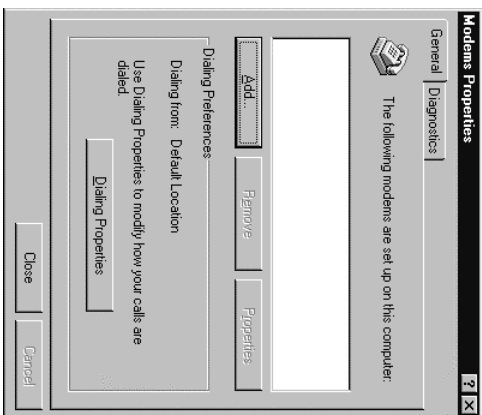 Modems Properties
General Diagnostics
The following modems are set up on this computer:
Add... Remove Properties
Dialing Preferences
Dialing from: Default Location
Use Dialing Properties to modify how your calls are
dialed.
Dialing Properties
Close Cancel